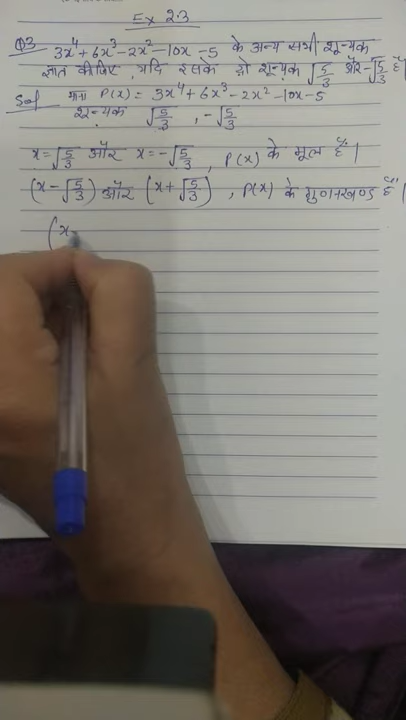 Ex 2.3
Q3 3x⁴+6x³-2x²-10x-5 के अन्य सभी शून्यक
ज्ञात कीजिए, यदि इसके दो शून्यक √5/3 और -√5/3 हैं
Sol माना P(x) = 3x⁴+6x³-2x²-10x-5
शून्यक √5/3, -√5/3
x=√5/3 और x=-√5/3, P(x) के मूल हैं।
(x-√5/3) और (x+√5/3), P(x) के गुणनखण्ड हैं।
(x-